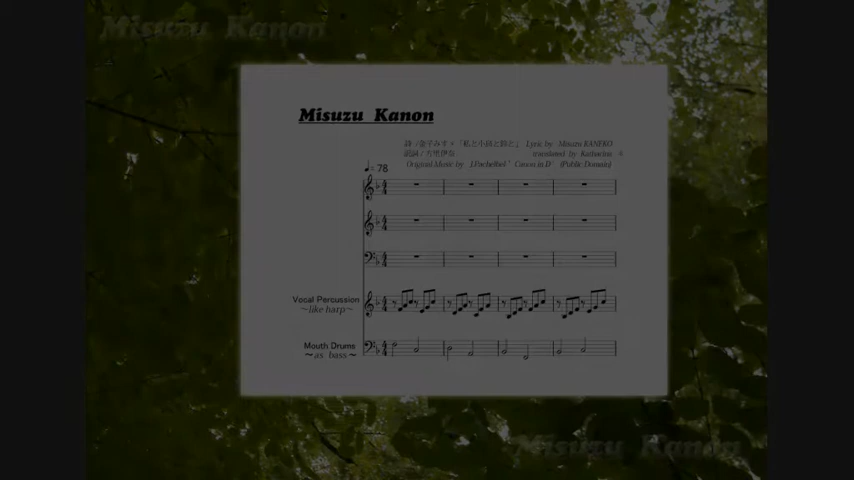 Misuzu Kanon
Misuzu Kanon
詩/金子みすゞ『私と小鳥と鈴と』 Lyric by Misuzu KANEKO
translated by
Original Music by J.Pachelbel " Canon in D" (Public Domain)
♩= 78
Vocal Percussion
～like harp～
Mouth Drums
～as bass～
Misuzu Kanon